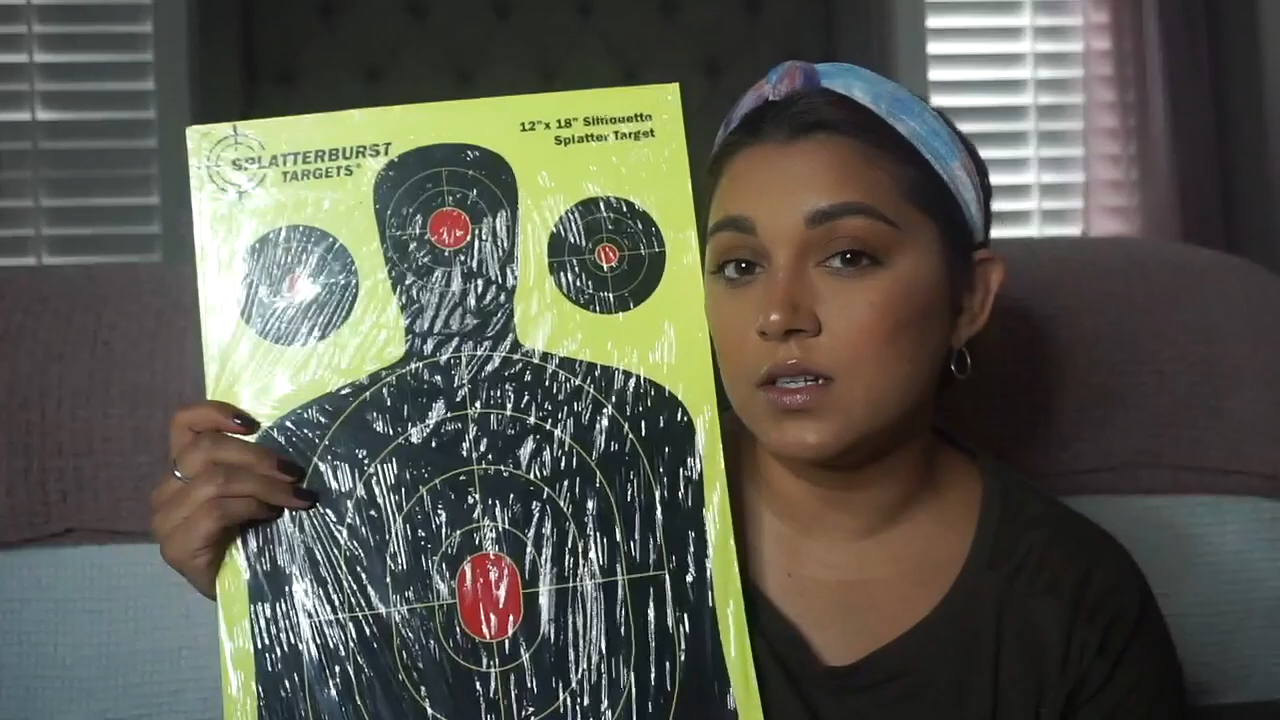 SPLATTERBURST
TARGETS®
12"x 18" Silhouette
Splatter Target